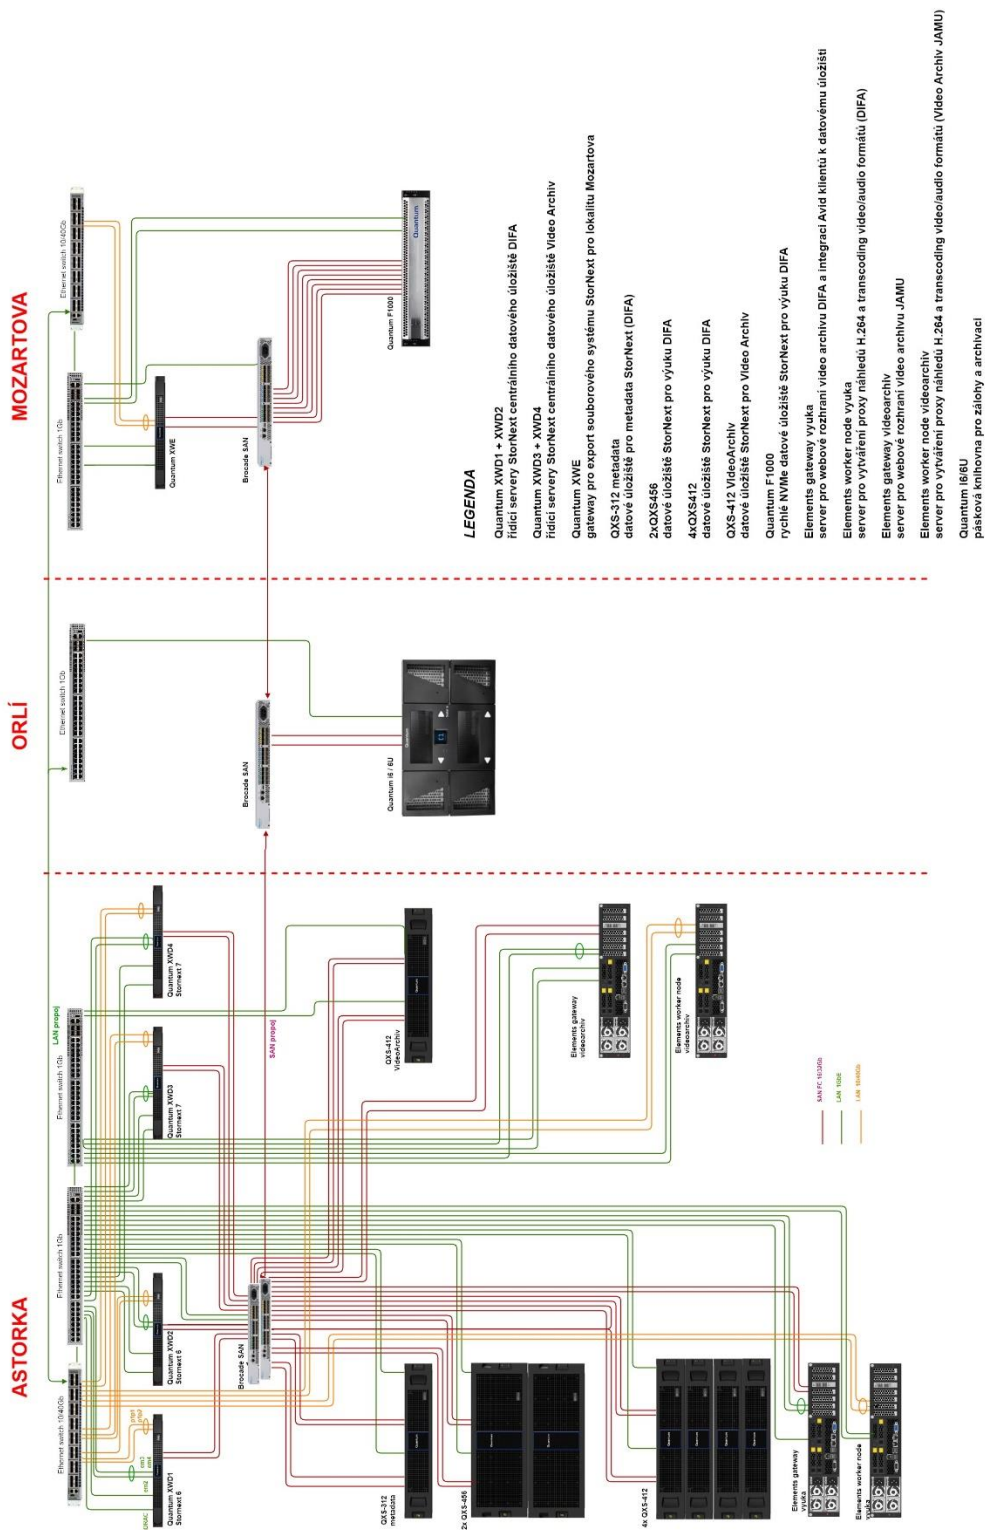 ASTORKA
ORLÍ
MOZARTOVA
LAN propoj
SAN propoj
Ethernet switch 10/40Gb
Ethernet switch 1Gb
Ethernet switch 1Gb
Ethernet switch 1Gb
Ethernet switch 1Gb
Ethernet switch 10/40Gb
em2
em3
em4
p1p1
Quantum XWD1
Stornext 6
Quantum XWD2
Stornext 6
Quantum XWD3
Stornext 7
Quantum XWD4
Stornext 7
Quantum XWE
Brocade SAN
Brocade SAN
Brocade SAN
QXS-312
metadata
2x QXS-456
4x QXS-412
QXS-412
VideoArchiv
Quantum i6 / 6U
Quantum F1000
Quantum
Elements gateway
vyuka
Elements worker node
vyuka
Elements gateway
videoarchiv
Elements worker node
videoarchiv
SAN FC 16/32Gb
LAN 1GbE
LAN 10/40Gb
LEGENDA
Quantum XWD1 + XWD2
řídící servery StorNext centrálního datového úložiště DIFA
Quantum XWD3 + XWD4
řídící servery StorNext centrálního datového úložiště Video Archiv
Quantum XWE
gateway pro export souborového systému StorNext pro lokalitu Mozartova
QXS-312 metadata
datové úložiště pro metadata StorNext (DIFA)
2xQXS456
datové úložiště StorNext pro výuku DIFA
4xQXS412
datové úložiště StorNext pro výuku DIFA
QXS-412 VideoArchiv
datové úložiště StorNext pro Video Archiv
Quantum F1000
rychlé NVMe datové úložiště StorNext pro výuku DIFA
Elements gateway vyuka
server pro webové rozhraní video archivu DIFA a integraci Avid klientů k datovému úložišti
Elements worker node vyuka
server pro vytváření proxy náhledů H.264 a transcoding video/audio formátů (DIFA)
Elements gateway videoarchiv
server pro webové rozhraní video archivu JAMU
Elements worker node videoarchiv
server pro vytváření proxy náhledů H.264 a transcoding video/audio formátů (Video Archiv JAMU)
Quantum I6/6U
pásková knihovna pro zálohy a archivaci